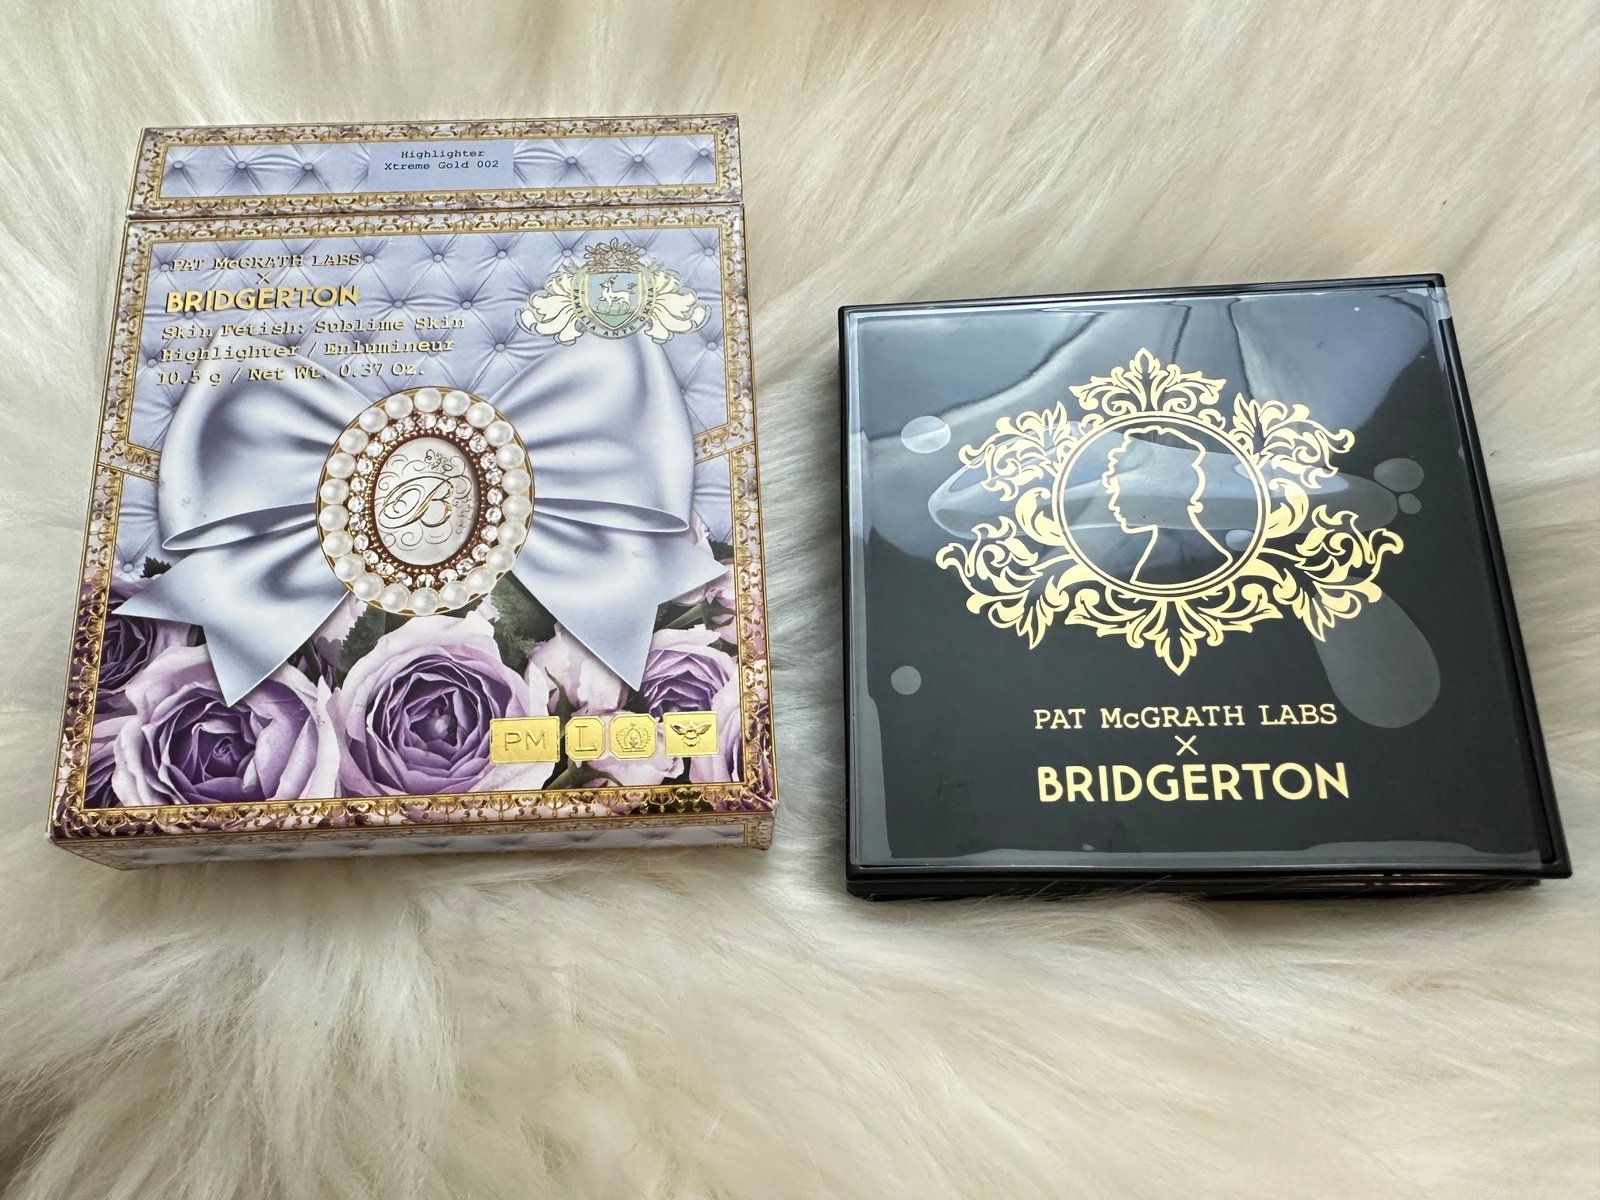 Highlighter
Xtreme Gold 002
PAT McGRATH LABS
X
BRIDGERTON
Skin Fetish: Sublime Skin
Highlighter / Enlumineur
10.5 g / Net Wt. 0.37 Oz.
B
PM L
PAT McGRATH LABS
X
BRIDGERTON